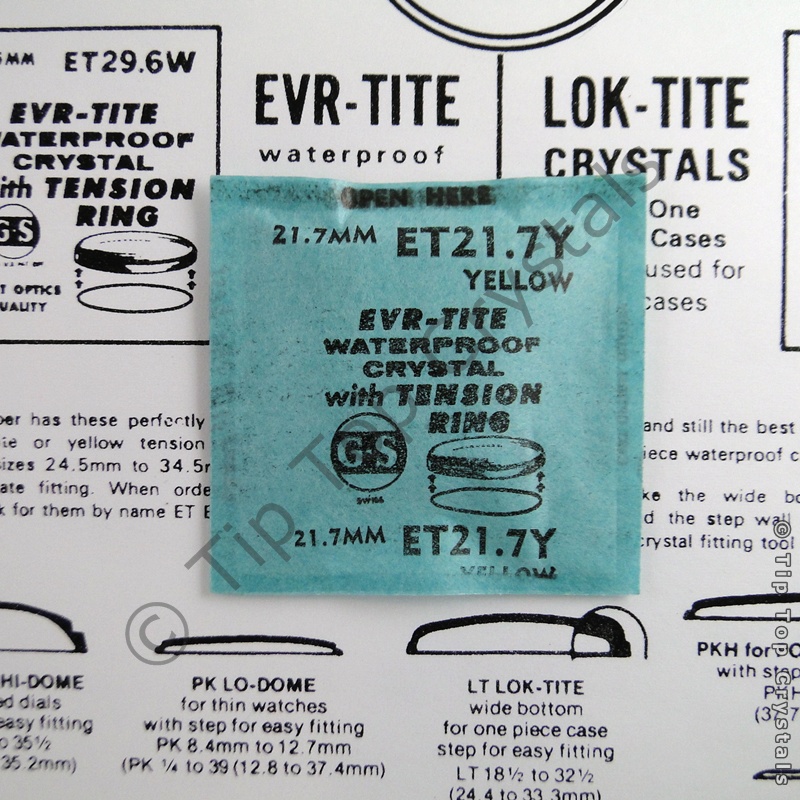 ET29.6W
EVR-TITE
WATERPROOF
CRYSTAL
with TENSION
RING
G-S
EVR-TITE
waterproof
LOK-TITE
CRYSTALS
One
Cases
used for
cases
OPEN HERE
21.7MM ET21.7Y
YELLOW
EVR-TITE
WATERPROOF
CRYSTAL
with TENSION
RING
G-S
SWISS
21.7MM ET21.7Y
YELLOW
has these perfectly
or yellow tension
sizes 24.5mm to 34.5
fitting. When
for them by name ET
and still the best
piece waterproof
the wide
the step wall
crystal fitting tool
HI-DOME
dials
easy fitting
35½
35.2mm)
PK LO-DOME
for thin watches
with step for easy fitting
PK 8.4mm to 12.7mm
(PK ¼ to 39 (12.8 to 37.4mm)
LT LOK-TITE
wide bottom
for one piece case
step for easy fitting
LT 18½ to 32½
(24.4 to 33.3mm)
PKH for
with step
© Tip Top Crystals
© Tip Top Crystals